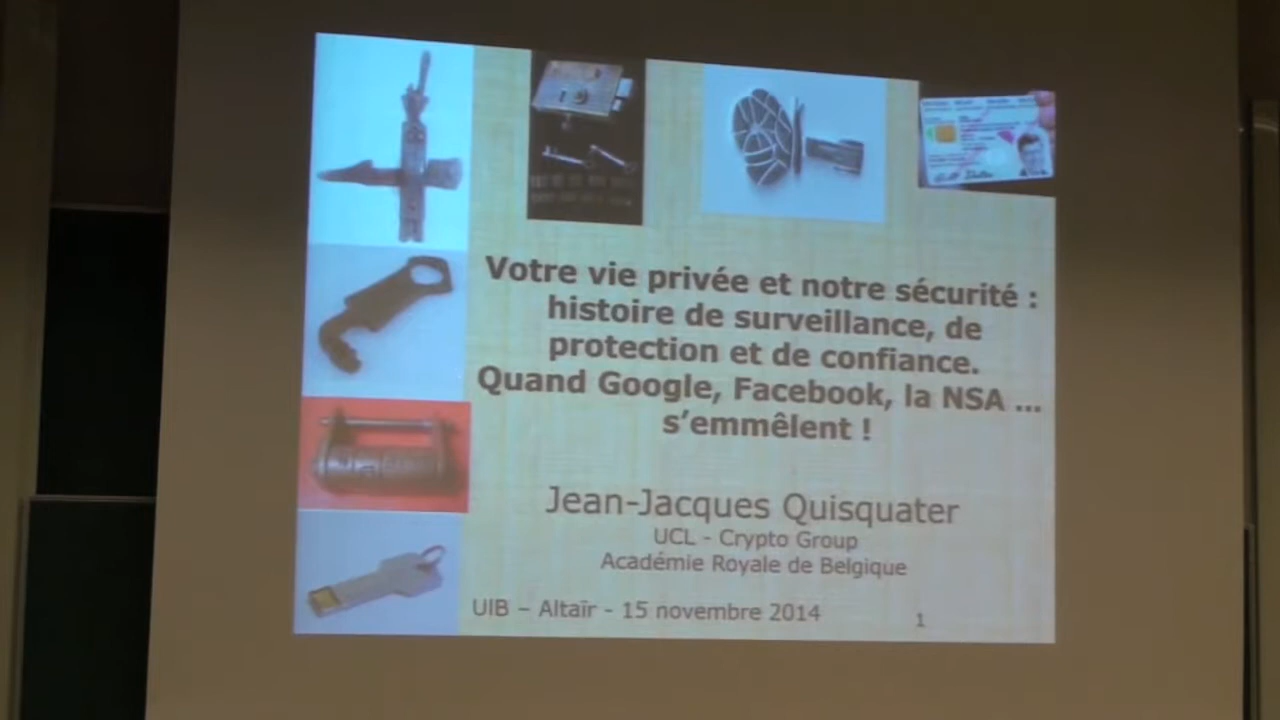 Votre vie privée et notre sécurité :
histoire de surveillance, de
protection et de confiance.
Quand Google, Facebook, la NSA ...
s’emmêlent !
Jean-Jacques Quisquater
UCL - Crypto Group
Académie Royale de Belgique
UIB – Altaïr - 15 novembre 2014
1